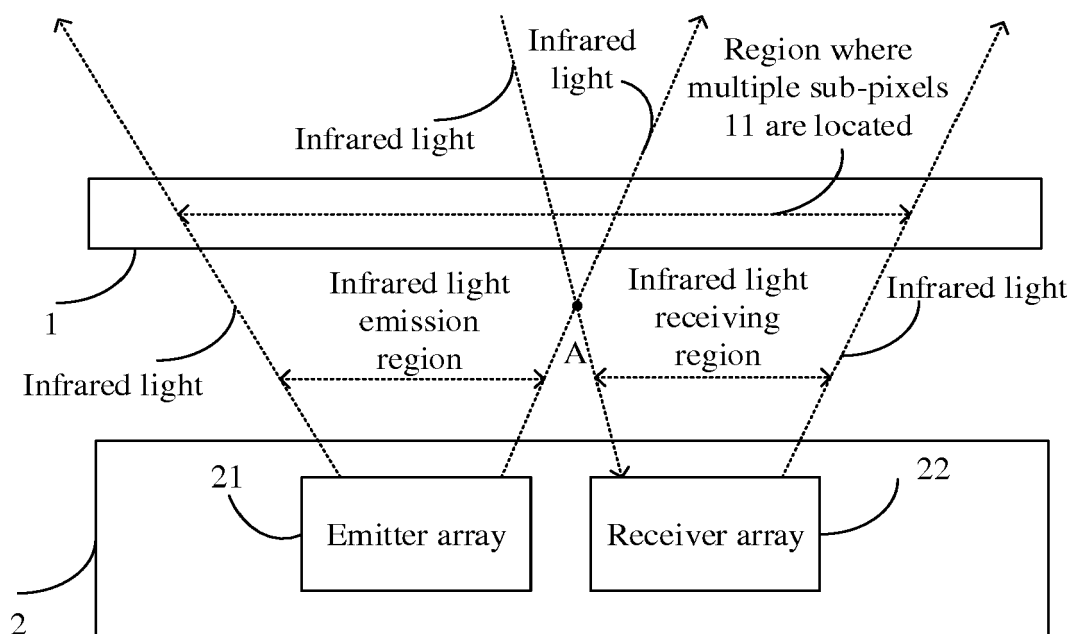 Infrared
light
Infrared light
Region where
multiple sub-pixels
11 are located
1
Infrared light
emission
region
Infrared light
receiving
region
Infrared light
A
Infrared light
21
Emitter array
22
Receiver array
2